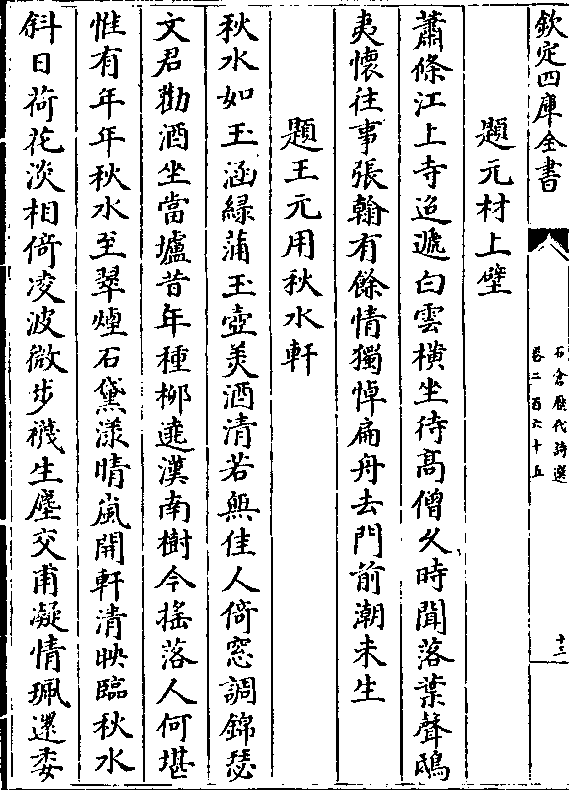 欽定四庫全書
石倉歷代詩選
卷二百六十五
十三
題元材上壁
蕭條江上寺迢遞白雲橫坐待高僧久時聞落葉聲鴟
夷懷往事張翰有餘情獨悼扁舟去門前潮未生
題王元用秋水軒
秋水如玉涵緑蒲玉壺美酒清若無佳人倚窓調錦瑟
文君勸酒坐當壚昔年種柳遶漢南樹今摇落人何堪
惟有年年秋水至翠煙石黛漾晴嵐開軒清映臨秋水
斜日荷花淡相倚凌波微步襪生塵交甫凝情珮還委